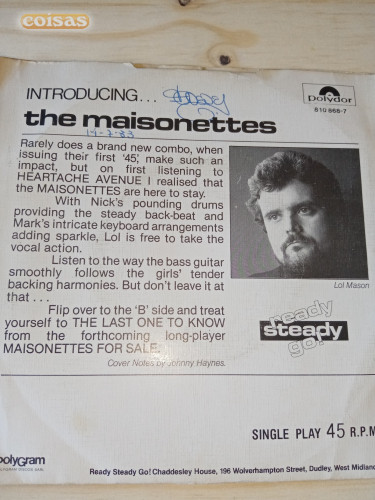 coisas
INTRODUCING...
polydor
810 668-7
the maisonettes
Rarely does a brand new combo, when
issuing their first '45,' make such an
impact, but on first listening to
HEARTACHE AVENUE I realised that
the MAISONETTES are here to stay.
With Nick's pounding drums
providing the steady back-beat and
Mark's intricate keyboard arrangements
adding sparkle, Lol is free to take the
vocal action.
Listen to the way the bass guitar
smoothly follows the girls' tender
backing harmonies. But don't leave it at
that . . .
Flip over to the 'B' side and treat
yourself to THE LAST ONE TO KNOW
from the forthcoming long-player
MAISONETTES FOR SALE.
Cover Notes by Johnny Haynes.
Lol Mason
ready
steady
go!
SINGLE PLAY 45 R.P.M
polygram
Ready Steady Go! Chaddesley House, 196 Wolverhampton Street, Dudley, West Midland